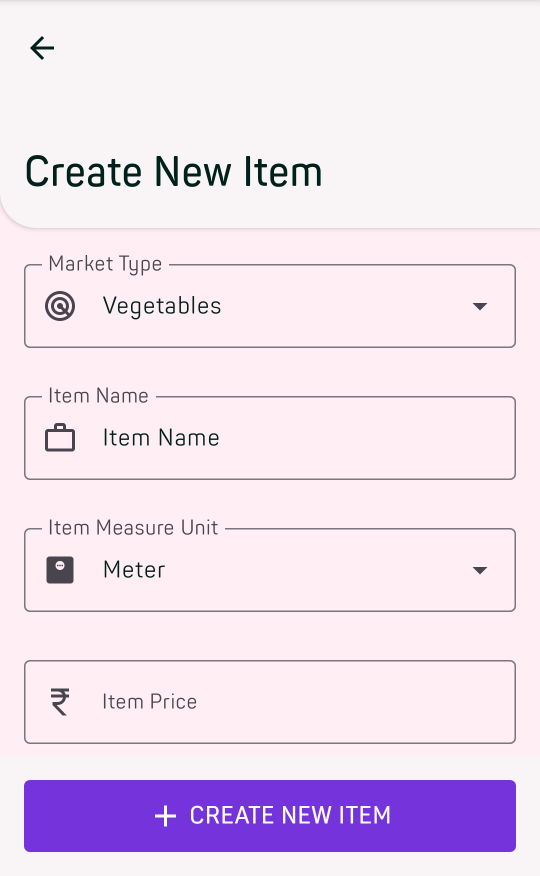 Create New Item
Market Type
Vegetables
Item Name
Item Name
Item Measure Unit
Meter
₹ Item Price
+ CREATE NEW ITEM